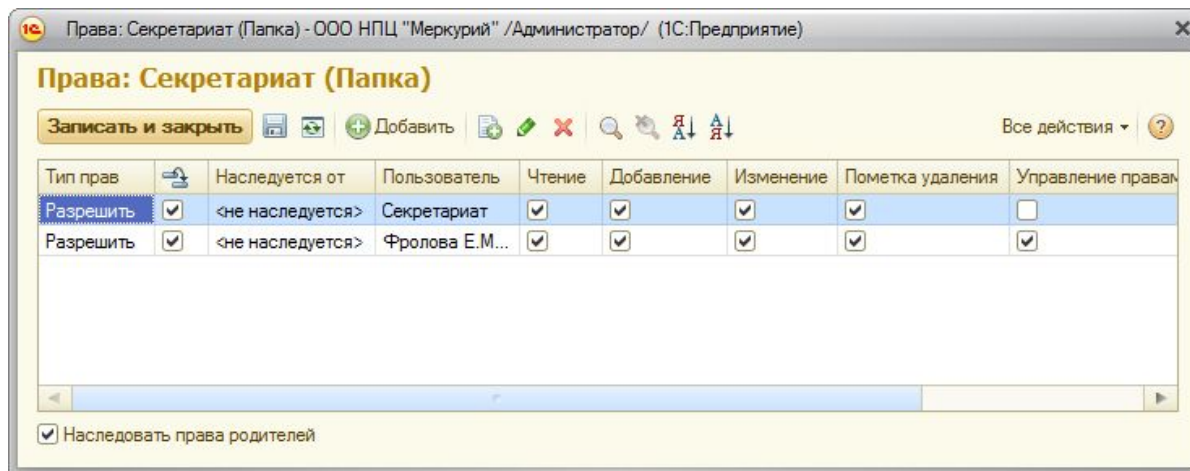 Права: Секретариат (Папка) - ООО НПЦ "Меркурий" /Администратор/ (1С:Предприятие)
Права: Секретариат (Папка)
Записать и закрыть Добавить Все действия
Тип прав Наследуется от Пользователь Чтение Добавление Изменение Пометка удаления Управление правам
Разрешить <не наследуется> Секретариат
Разрешить <не наследуется> Фролова Е.М...
Наследовать права родителей